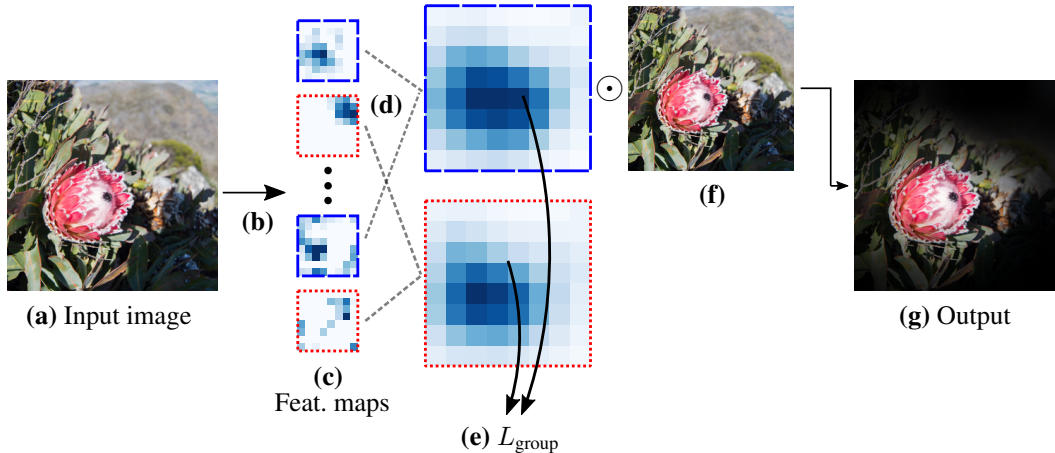 (d)
(b)
(f)
(a) Input image
(g) Output
(c)
Feat. maps
(e) L_group